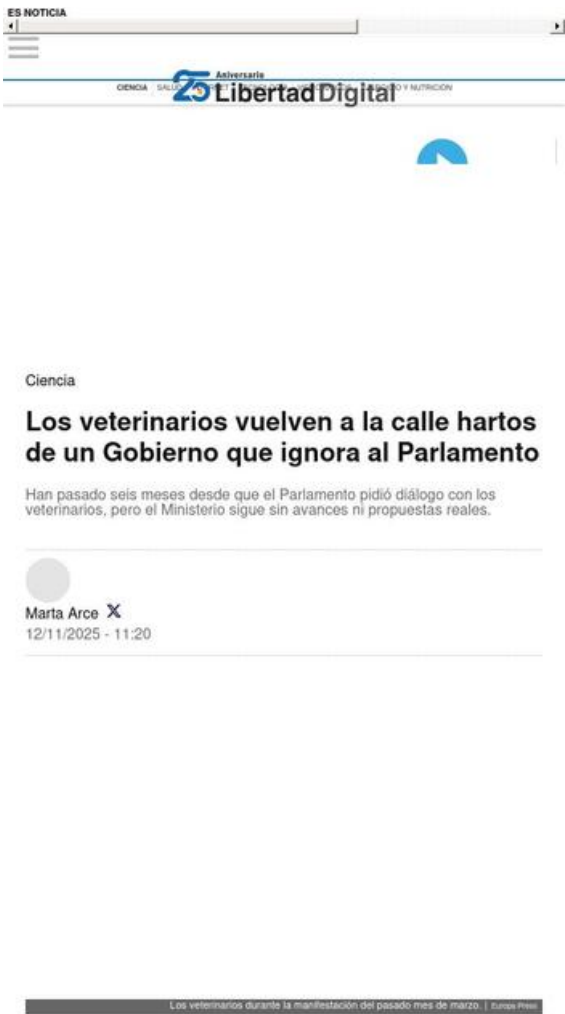 ES NOTICIA
Aniversario
25 Libertad Digital
CIENCIA SALUD Y NUTRICIÓN
Ciencia
Los veterinarios vuelven a la calle hartos
de un Gobierno que ignora al Parlamento
Han pasado seis meses desde que el Parlamento pidió diálogo con los
veterinarios, pero el Ministerio sigue sin avances ni propuestas reales.
Marta Arce X
12/11/2025 - 11:20
Los veterinarios durante la manifestación del pasado mes de marzo. | Europa Press